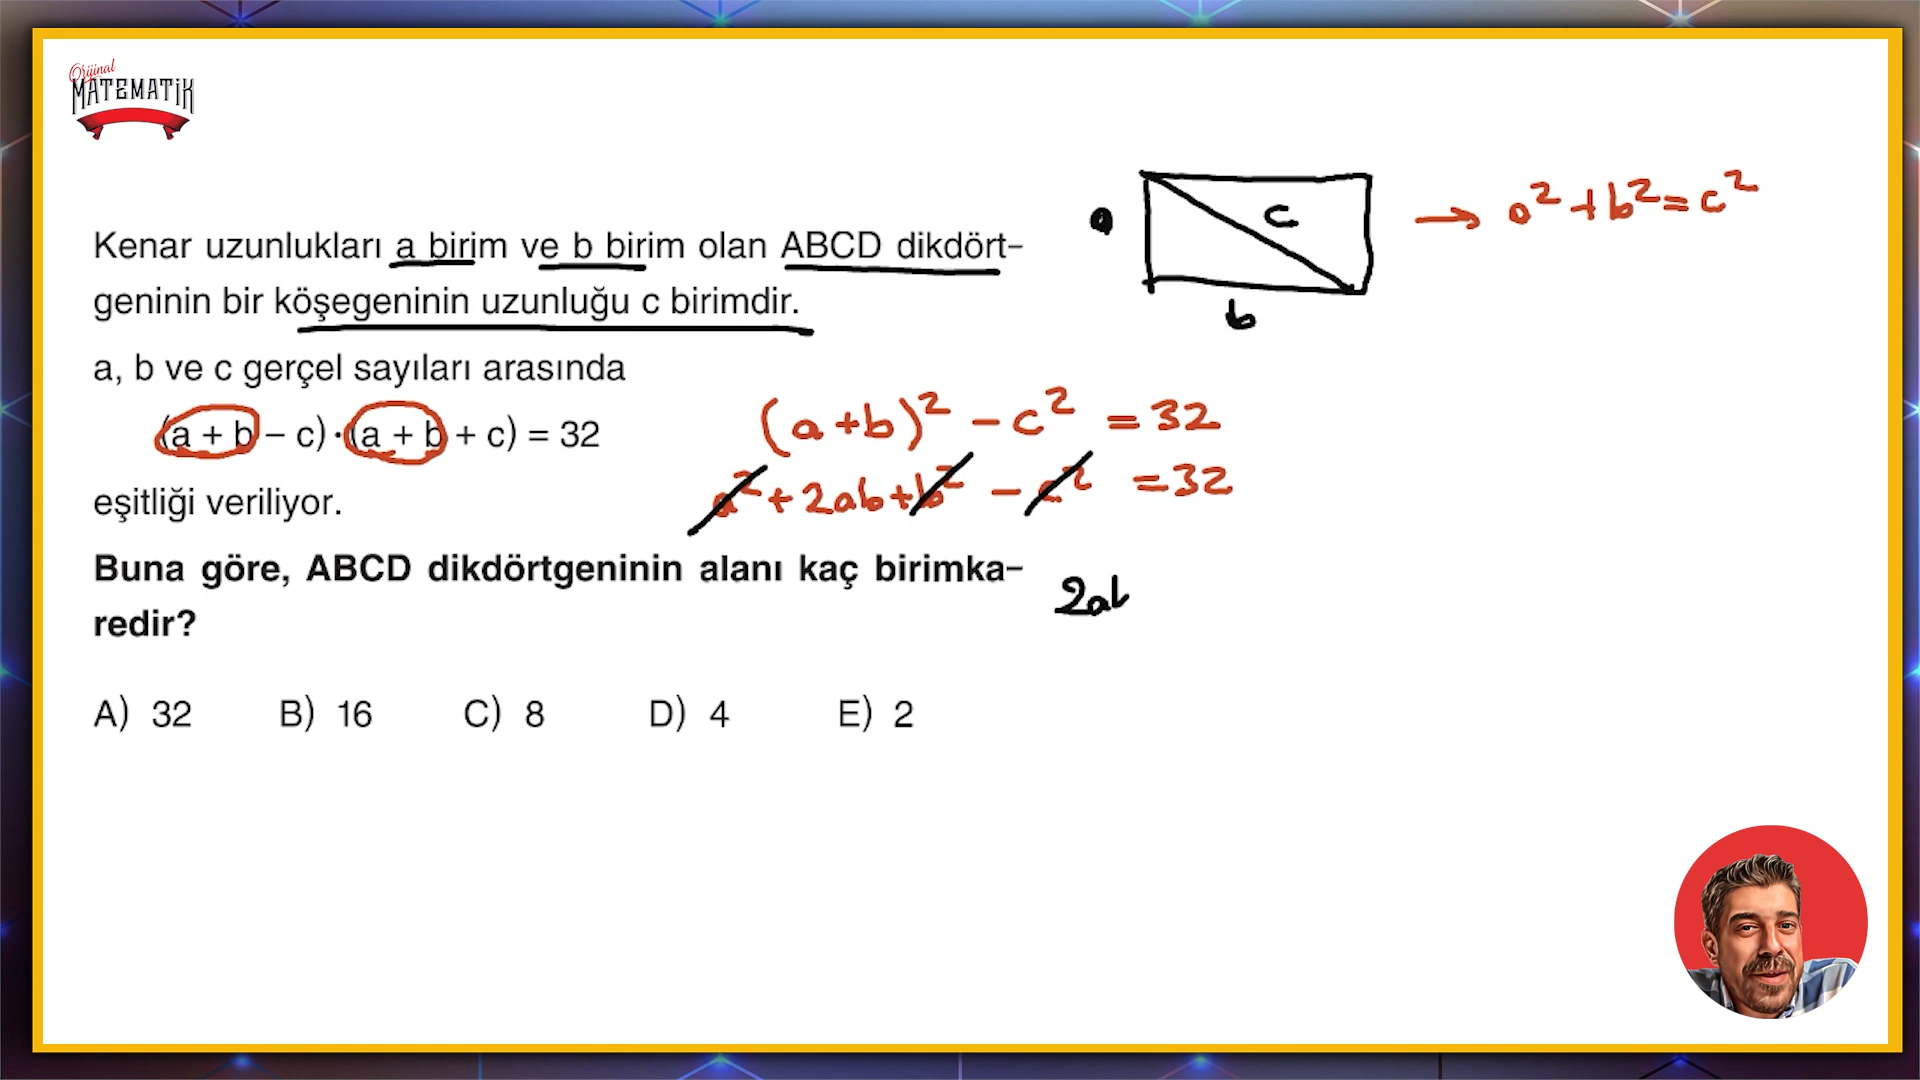 Orijinal
MATEMATİK
Kenar uzunlukları a birim ve b birim olan ABCD dikdört-
geninin bir köşegeninin uzunluğu c birimdir.
a, b ve c gerçel sayıları arasında
(a + b – c)·(a + b + c) = 32
eşitliği veriliyor.
Buna göre, ABCD dikdörtgeninin alanı kaç birimka-
redir?
A) 32 B) 16 C) 8 D) 4 E) 2
a
c
b
→ a² + b² = c²
(a+b)² – c² = 32
a² + 2ab + b² – c² = 32
2ab